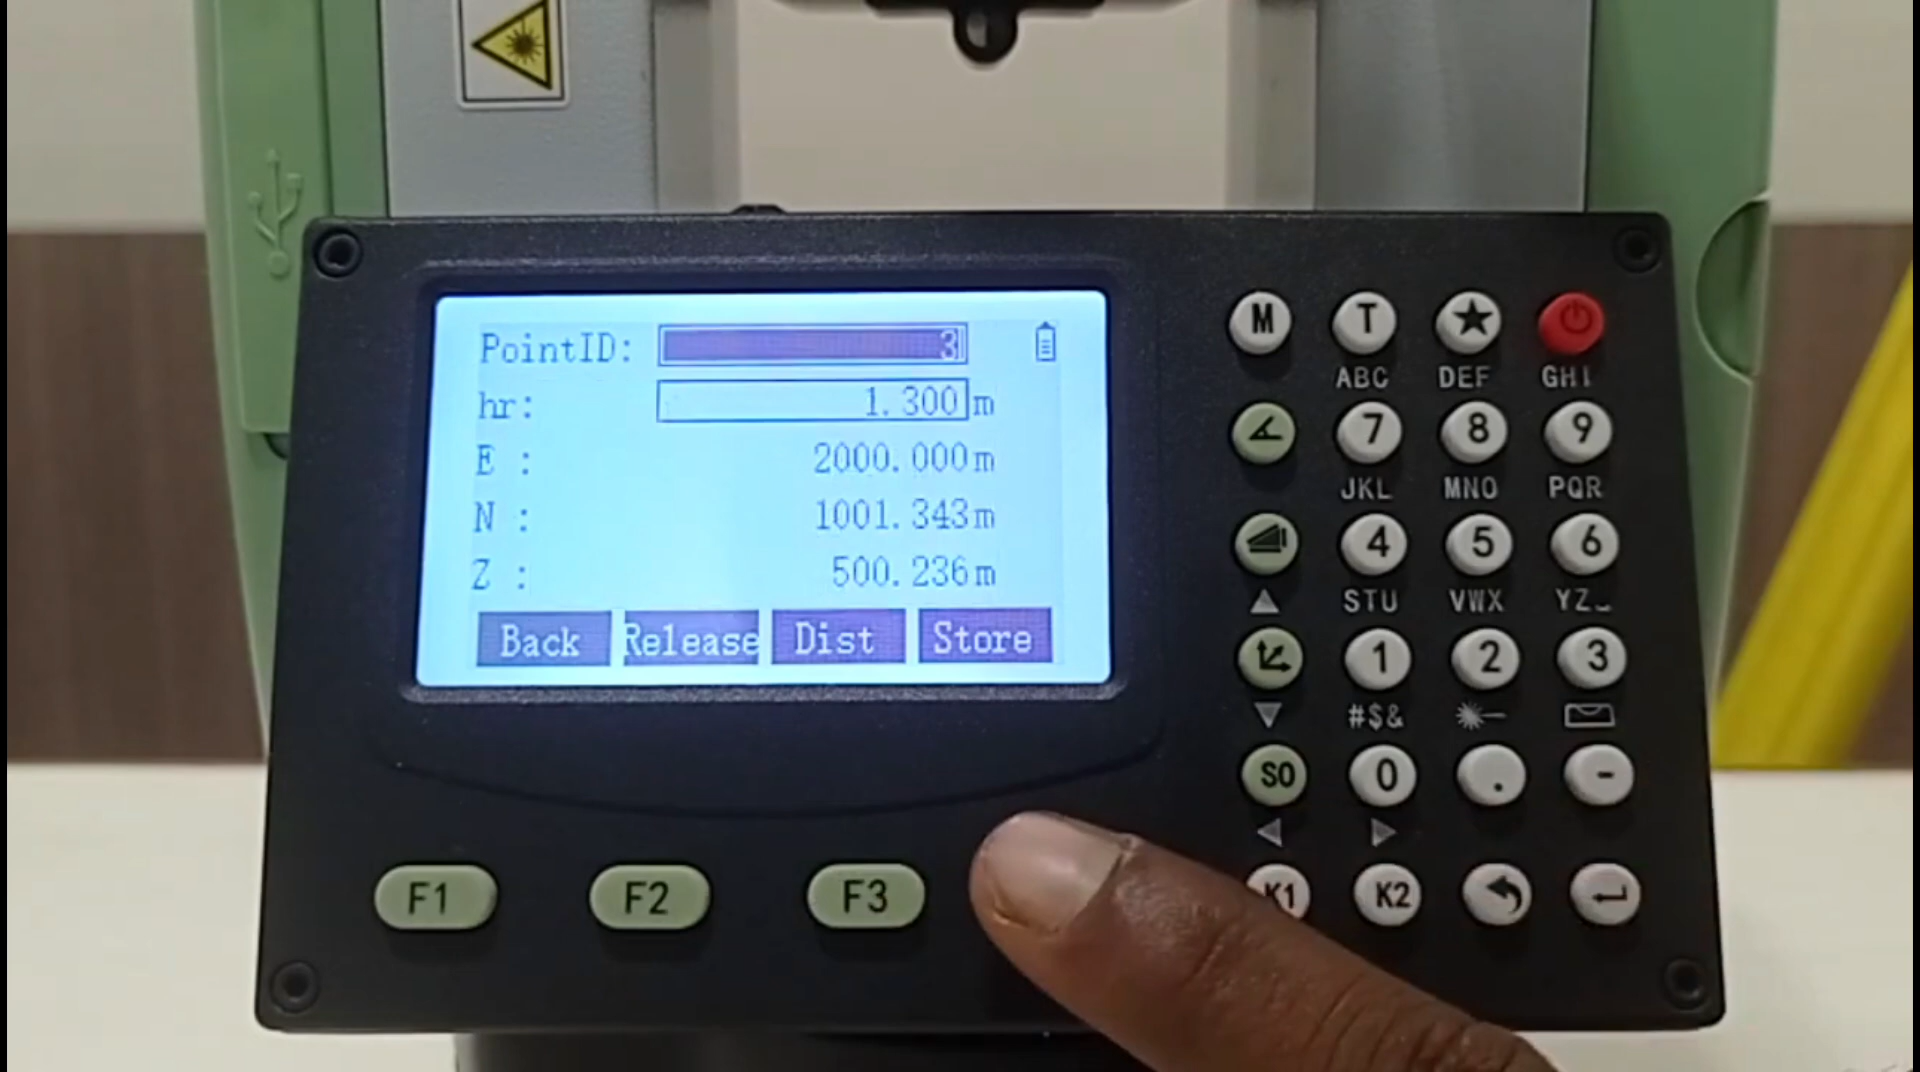 PointID: 3
hr: 1.300 m
E : 2000.000 m
N : 1001.343 m
Z : 500.236 m
Back Release Dist Store
M T ★
ABC DEF GHI
7 8 9
JKL MNO PQR
4 5 6
STU VWX YZ_
1 2 3
#$&
S0 0 . -
F1 F2 F3 K1 K2